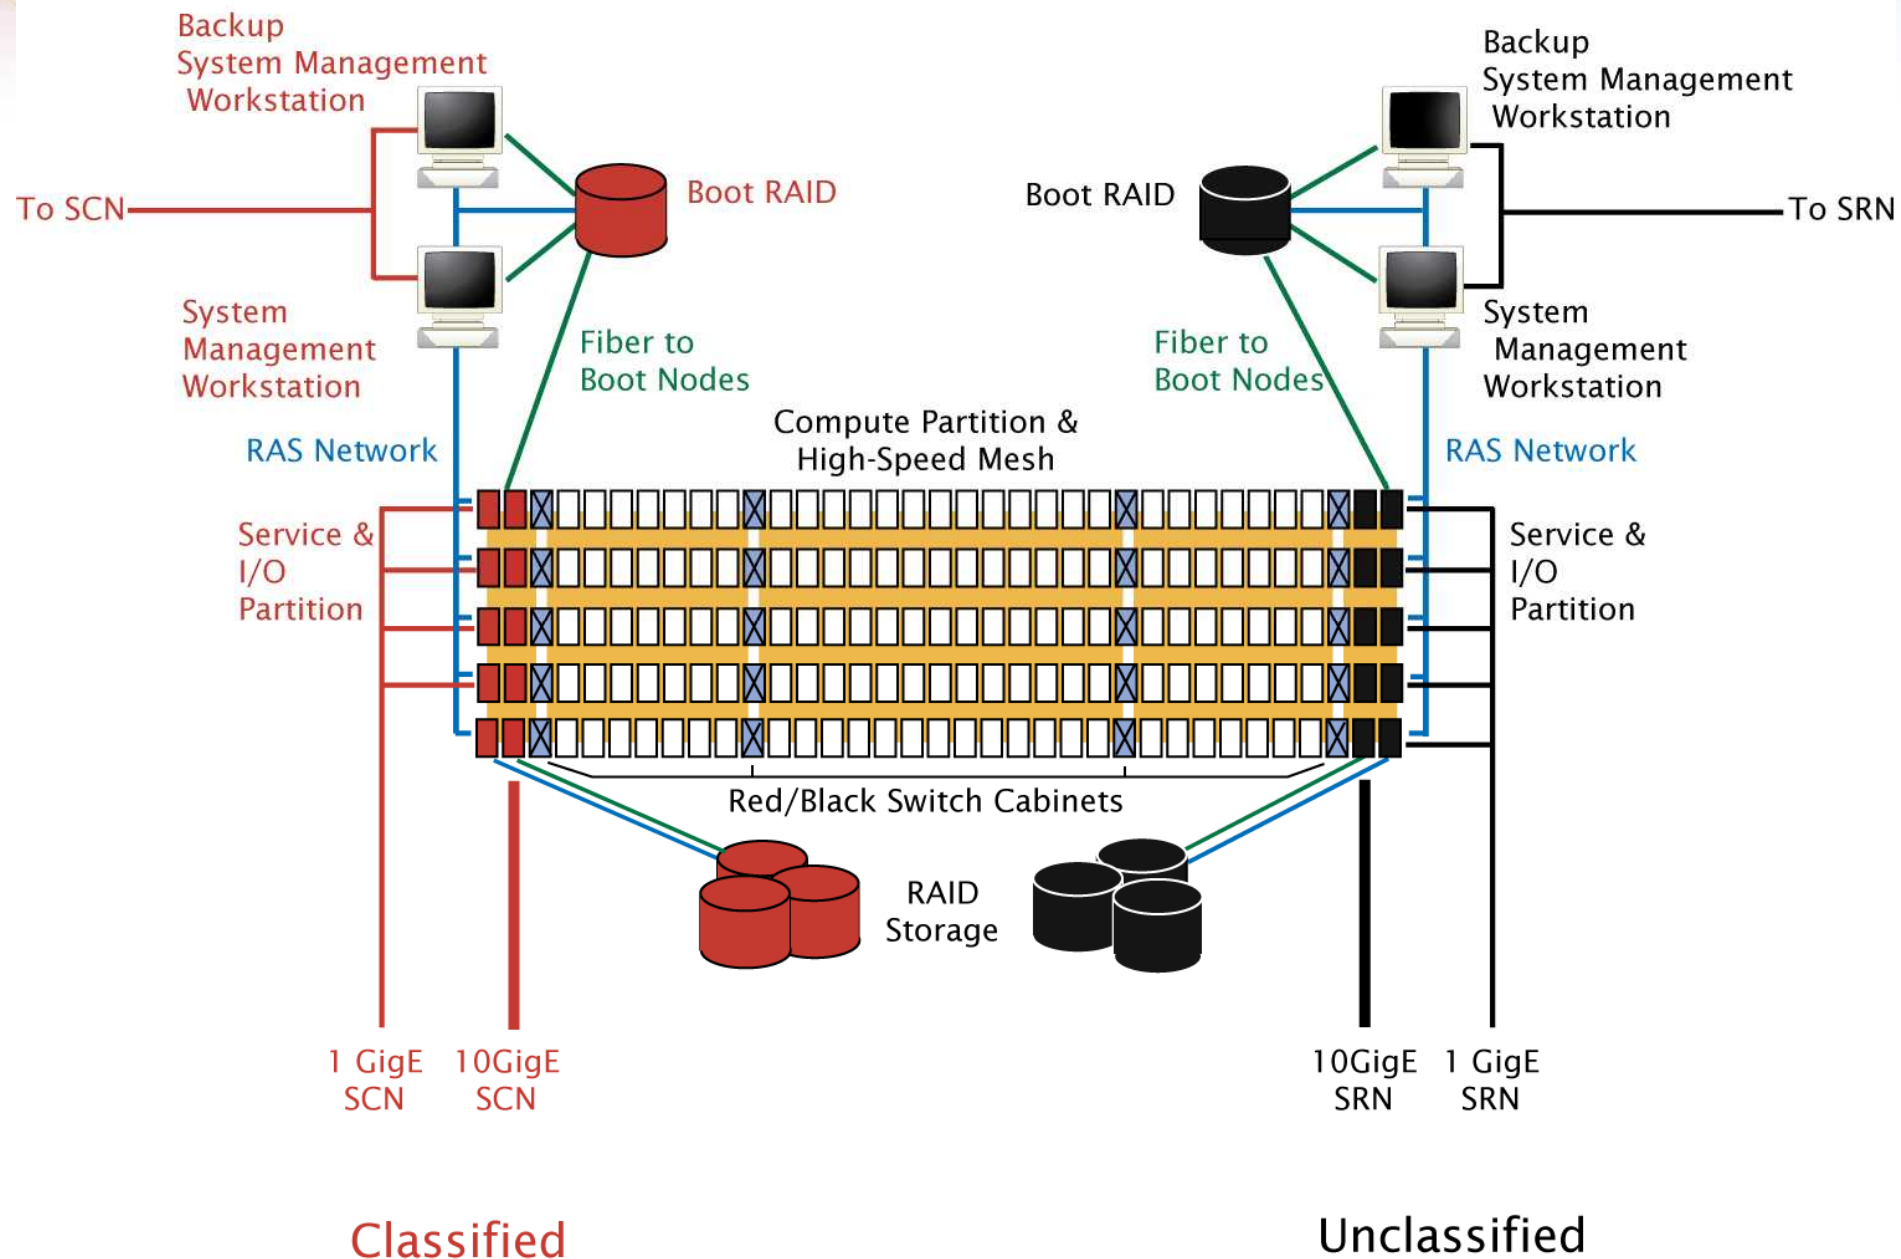 Backup
System Management
Workstation
Backup
System Management
Workstation
To SCN
Boot RAID
Boot RAID
To SRN
System
Management
Workstation
Fiber to
Boot Nodes
Fiber to
Boot Nodes
System
Management
Workstation
Compute Partition &
High-Speed Mesh
RAS Network
RAS Network
Service &
I/O
Partition
Service &
I/O
Partition
Red/Black Switch Cabinets
RAID
Storage
1 GigE
SCN
10GigE
SCN
10GigE
SRN
1 GigE
SRN
Classified
Unclassified